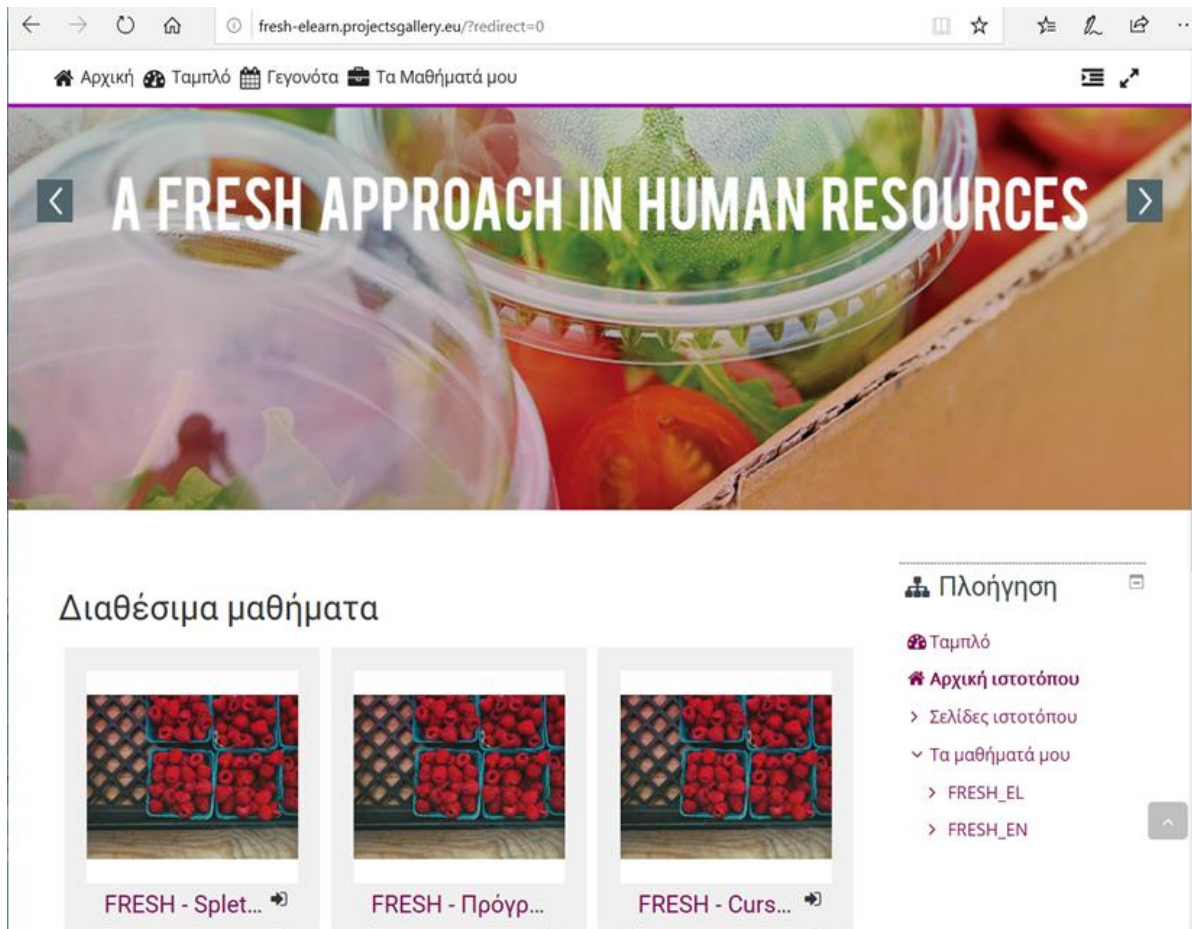 fresh-elearn.projectsgallery.eu/?redirect=0
Αρχική Ταμπλό Γεγονότα Τα Μαθήματά μου
A FRESH APPROACH IN HUMAN RESOURCES
Διαθέσιμα μαθήματα
FRESH - Splet...
FRESH - Πρόγρ...
FRESH - Curs...
Πλοήγηση
Ταμπλό
Αρχική ιστοτόπου
Σελίδες ιστοτόπου
Τα μαθήματά μου
FRESH_EL
FRESH_EN